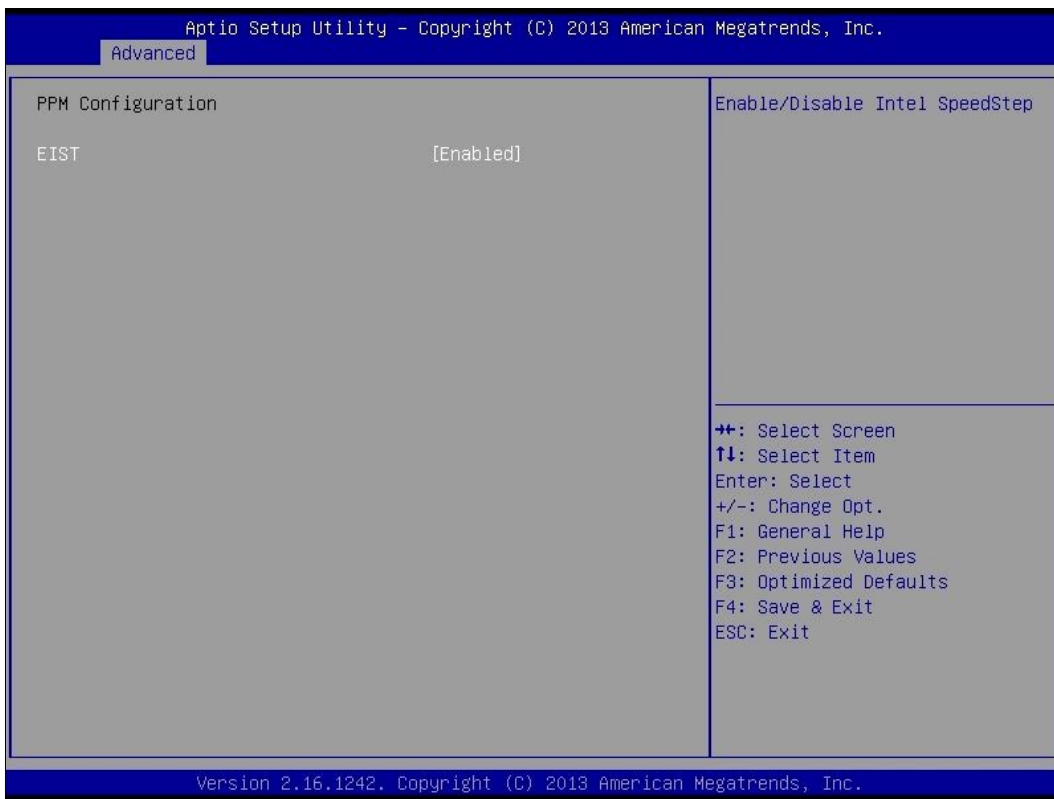 Aptio Setup Utility – Copyright (C) 2013 American Megatrends, Inc.
Advanced
PPM Configuration
EIST [Enabled]
Enable/Disable Intel SpeedStep
→←: Select Screen
↑↓: Select Item
Enter: Select
+/-: Change Opt.
F1: General Help
F2: Previous Values
F3: Optimized Defaults
F4: Save & Exit
ESC: Exit
Version 2.16.1242. Copyright (C) 2013 American Megatrends, Inc.